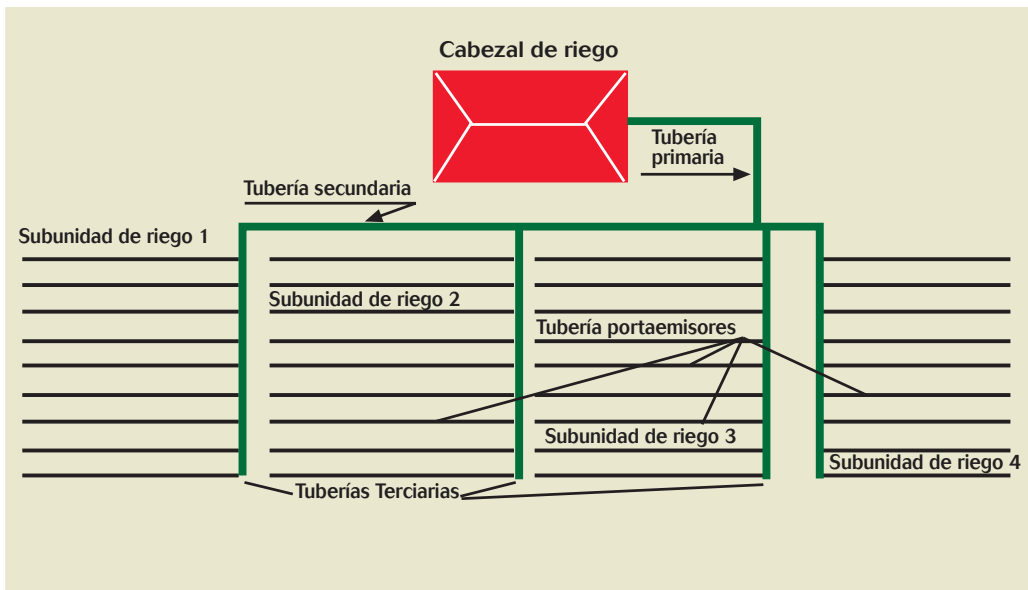 Cabezal de riego
Tubería
primaria
Tubería secundaria
Subunidad de riego 1
Subunidad de riego 2
Tubería portaemisores
Subunidad de riego 3
Subunidad de riego 4
Tuberías Terciarias